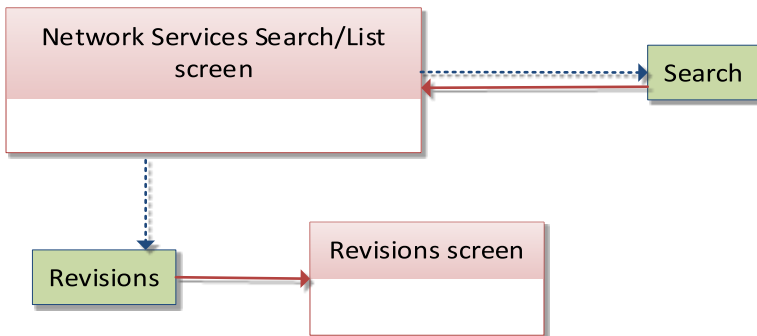 Network Services Search/List
screen
Search
Revisions screen
Revisions